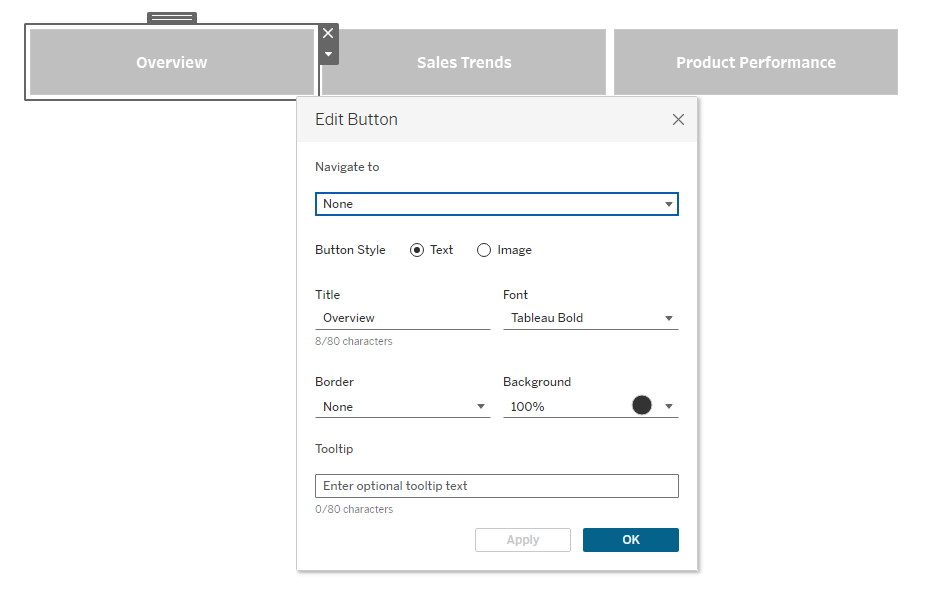 Overview Sales Trends Product Performance
Edit Button
Navigate to
None
Button Style Text Image
Title Font
Overview Tableau Bold
8/80 characters
Border Background
None 100%
Tooltip
Enter optional tooltip text
0/80 characters
Apply OK